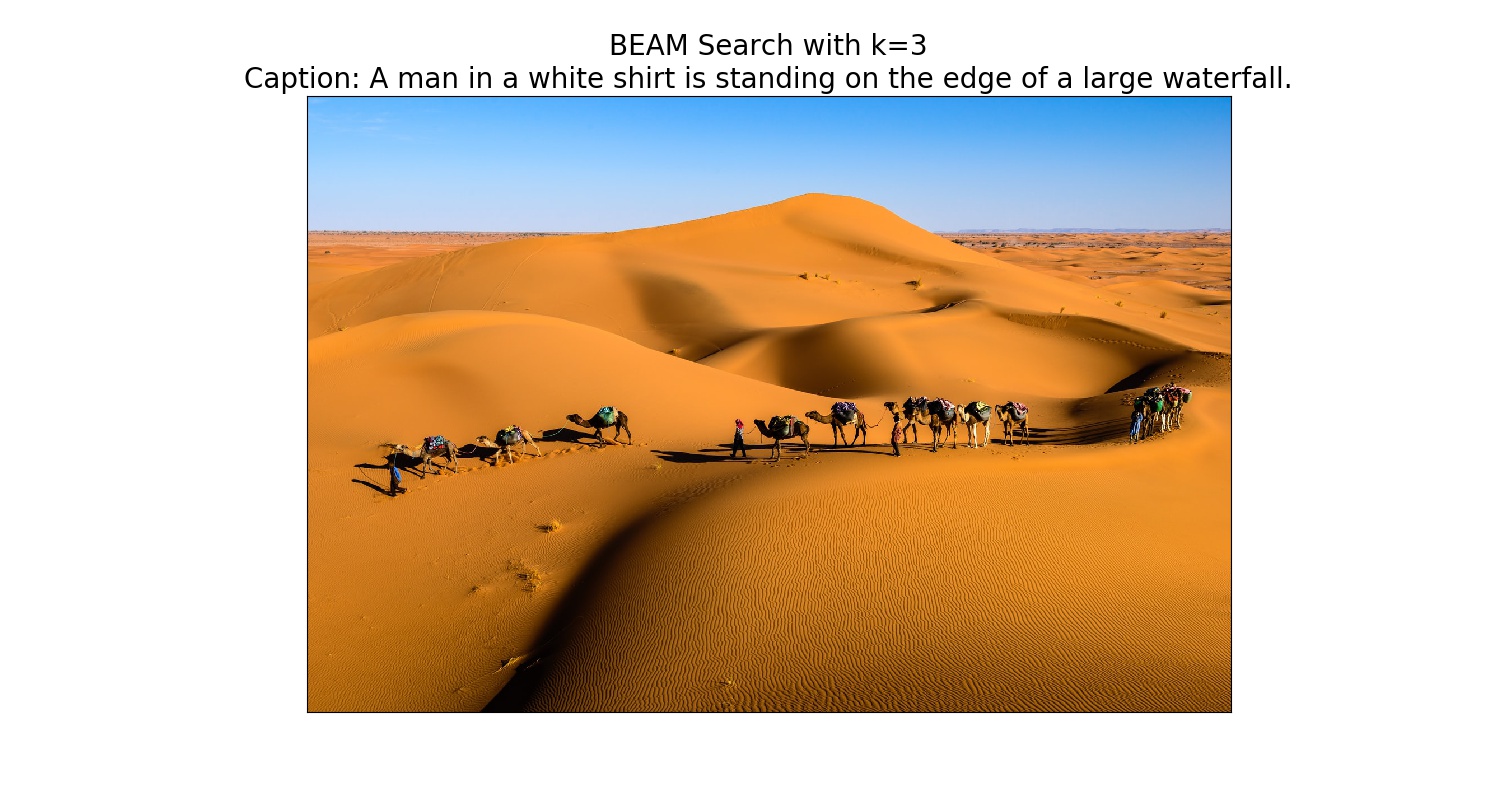 BEAM Search with k=3
Caption: A man in a white shirt is standing on the edge of a large waterfall.